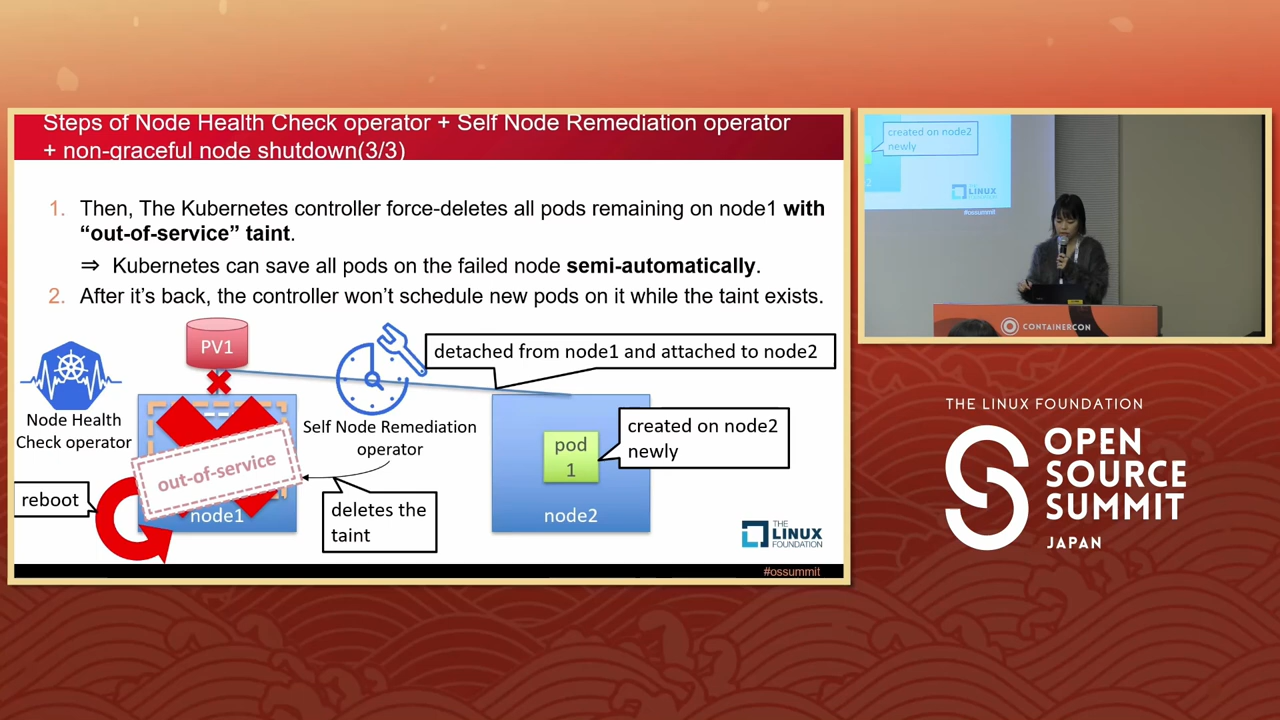 Steps of Node Health Check operator + Self Node Remediation operator
+ non-graceful node shutdown(3/3)
1. Then, The Kubernetes controller force-deletes all pods remaining on node1 with
“out-of-service” taint.
⇒ Kubernetes can save all pods on the failed node semi-automatically.
2. After it’s back, the controller won’t schedule new pods on it while the taint exists.
PV1
detached from node1 and attached to node2
Node Health
Check operator
Self Node Remediation
operator
out-of-service
reboot
node1
deletes the
taint
pod
1
created on node2
newly
node2
THE
LINUX
FOUNDATION
#ossummit
created on node2
newly
THE
LINUX
FOUNDATION
#ossummit
CONTAINERCON
THE LINUX FOUNDATION
OPEN
SOURCE
SUMMIT
JAPAN